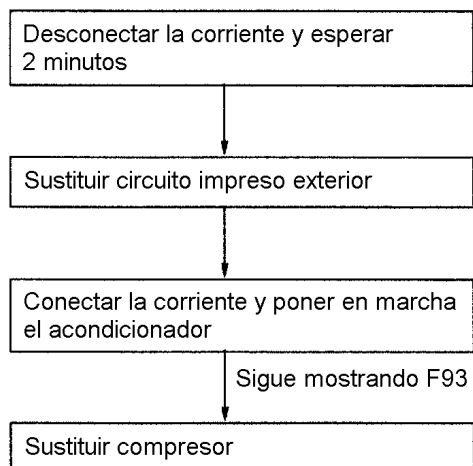 Desconectar la corriente y esperar
2 minutos
Sustituir circuito impreso exterior
Conectar la corriente y poner en marcha
el acondicionador
Sigue mostrando F93
Sustituir compresor